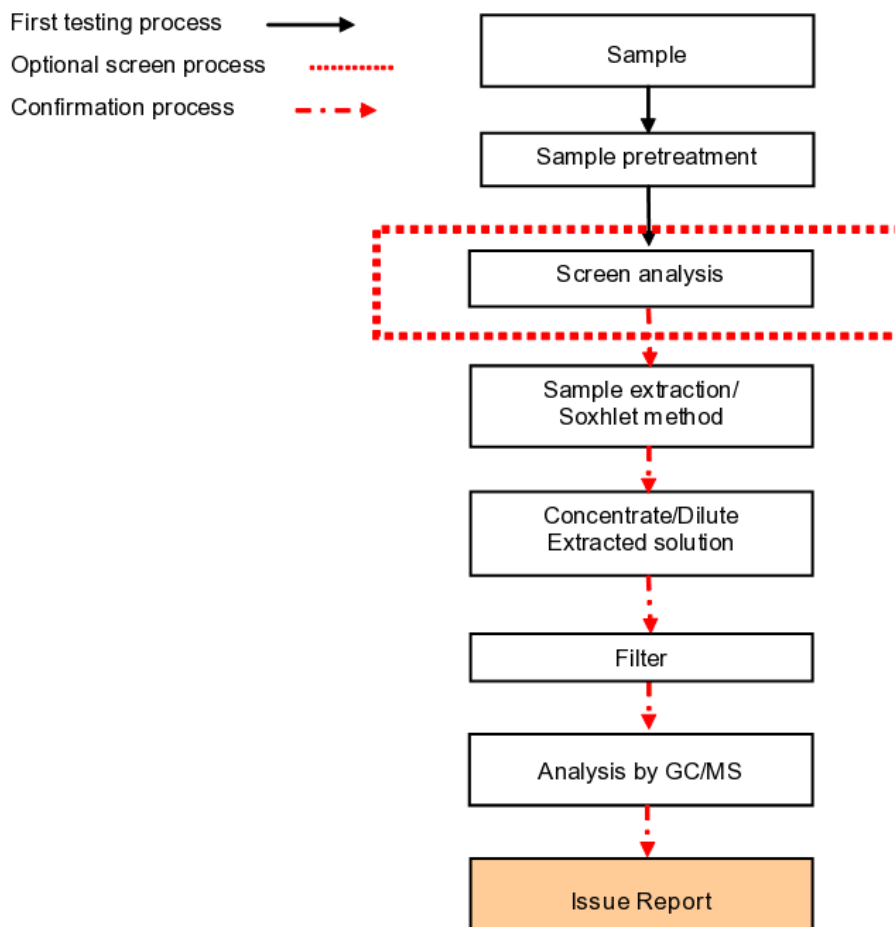 First testing process
Optional screen process
Confirmation process
Sample
Sample pretreatment
Screen analysis
Sample extraction/
Soxhlet method
Concentrate/Dilute
Extracted solution
Filter
Analysis by GC/MS
Issue Report